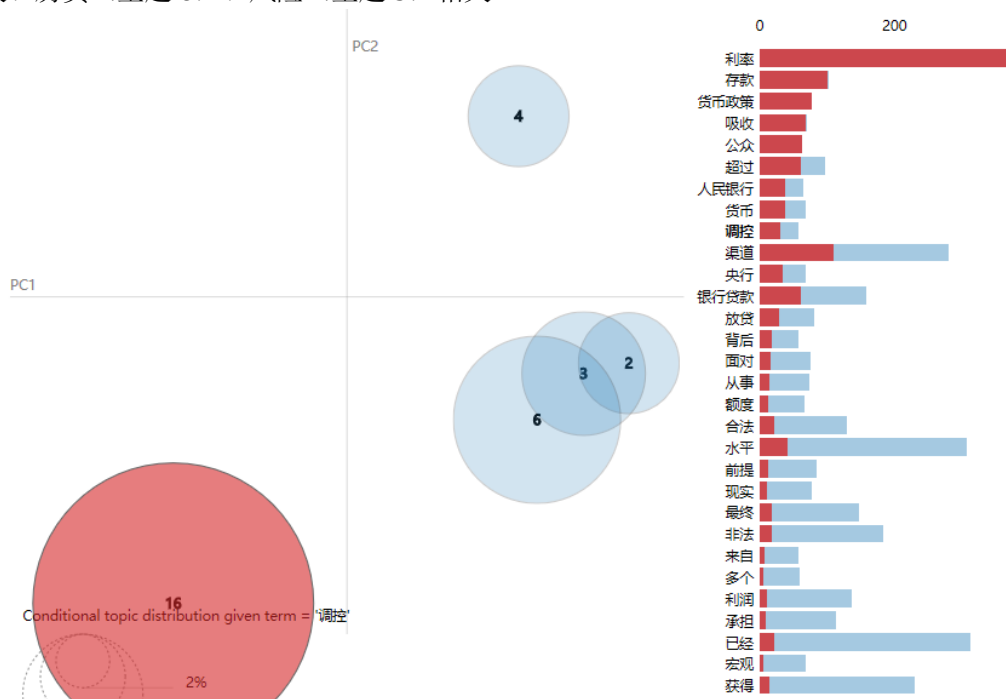 PC2
PC1
4
3
2
6
16
Conditional topic distribution given term = '调控'
2%
0
200
利率
存款
货币政策
吸收
公众
超过
人民银行
货币
调控
渠道
央行
银行贷款
放贷
背后
面对
从事
额度
合法
水平
前提
现实
最终
非法
来自
多个
利润
承担
已经
宏观
获得